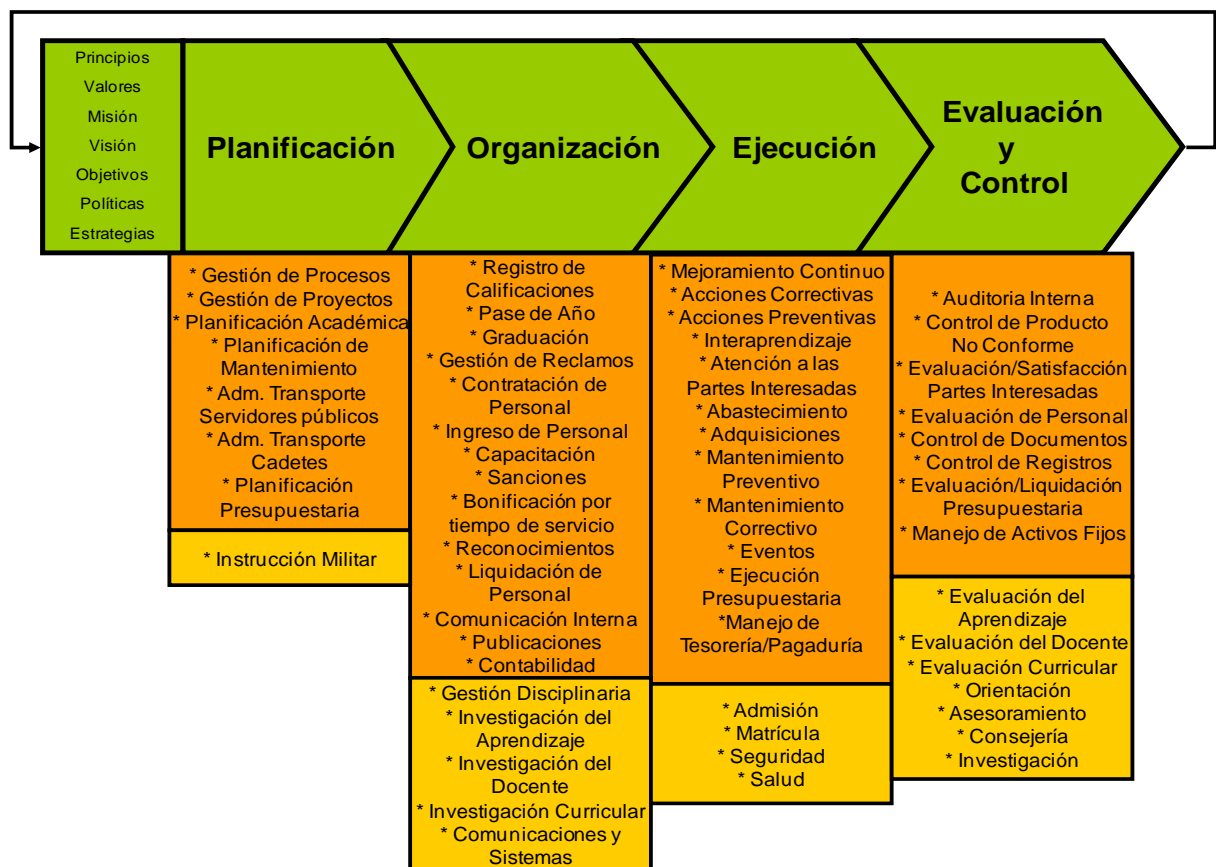 Principios
Valores
Misión
Visión
Objetivos
Políticas
Estrategias
Planificación
Organización
Ejecución
Evaluación
y
Control
* Gestión de Procesos
* Gestión de Proyectos
* Planificación Académica
* Planificación de
Mantenimiento
* Adm. Transporte
Servidores públicos
* Adm. Transporte
Cadetes
* Planificación
Presupuestaria
* Instrucción Militar
* Registro de
Calificaciones
* Pase de Año
* Graduación
* Gestión de Reclamos
* Contratación de
Personal
* Ingreso de Personal
* Capacitación
* Sanciones
* Bonificación por
tiempo de servicio
* Reconocimientos
* Liquidación de
Personal
* Comunicación Interna
* Publicaciones
* Contabilidad
* Gestión Disciplinaria
* Investigación del
Aprendizaje
* Investigación del
Docente
* Investigación Curricular
* Comunicaciones y
Sistemas
* Mejoramiento Continuo
* Acciones Correctivas
* Acciones Preventivas
* Interaprendizaje
* Atención a las
Partes Interesadas
* Abastecimiento
* Adquisiciones
* Mantenimiento
Preventivo
* Mantenimiento
Correctivo
* Eventos
* Ejecución
Presupuestaria
*Manejo de
Tesorería/Pagaduría
* Admisión
* Matrícula
* Seguridad
* Salud
* Auditoria Interna
* Control de Producto
No Conforme
* Evaluación/Satisfacción
Partes Interesadas
* Evaluación de Personal
* Control de Documentos
* Control de Registros
* Evaluación/Liquidación
Presupuestaria
* Manejo de Activos Fijos
* Evaluación del
Aprendizaje
* Evaluación del Docente
* Evaluación Curricular
* Orientación
* Asesoramiento
* Consejería
* Investigación